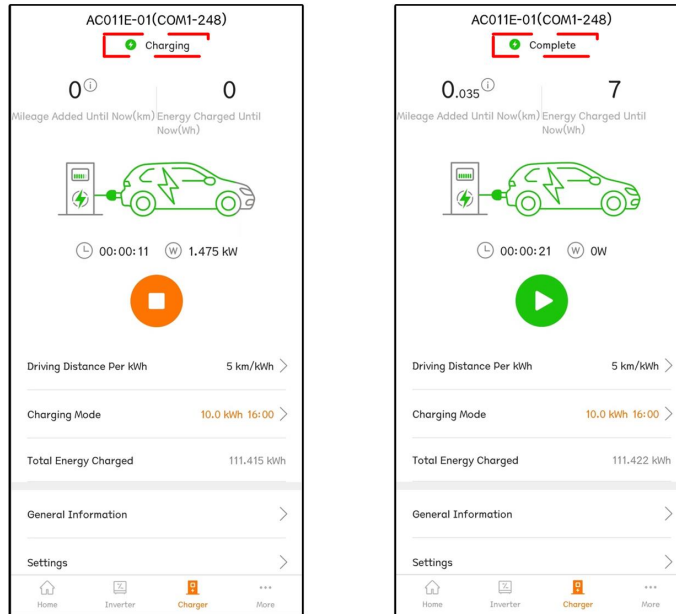 AC011E-01(COM1-248)
Charging
0 i 0
Mileage Added Until Now(km) Energy Charged Until
Now(Wh)
00:00:11 W 1.475 kW
Driving Distance Per kWh 5 km/kWh
Charging Mode 10.0 kWh 16:00
Total Energy Charged 111.415 kWh
General Information
Settings
Home Inverter Charger More
AC011E-01(COM1-248)
Complete
0.035 i 7
Mileage Added Until Now(km) Energy Charged Until
Now(Wh)
00:00:21 W 0W
Driving Distance Per kWh 5 km/kWh
Charging Mode 10.0 kWh 16:00
Total Energy Charged 111.422 kWh
General Information
Settings
Home Inverter Charger More